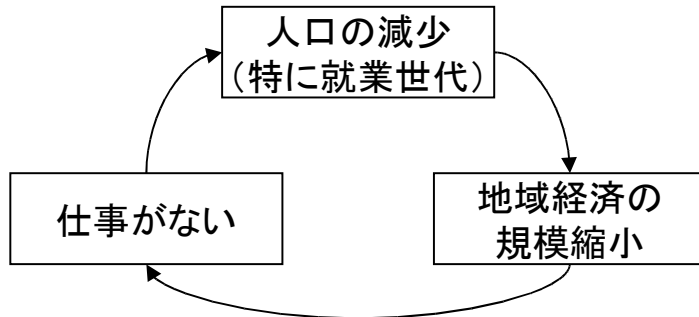 人口の減少
（特に就業世代）
仕事がない
地域経済の
規模縮小